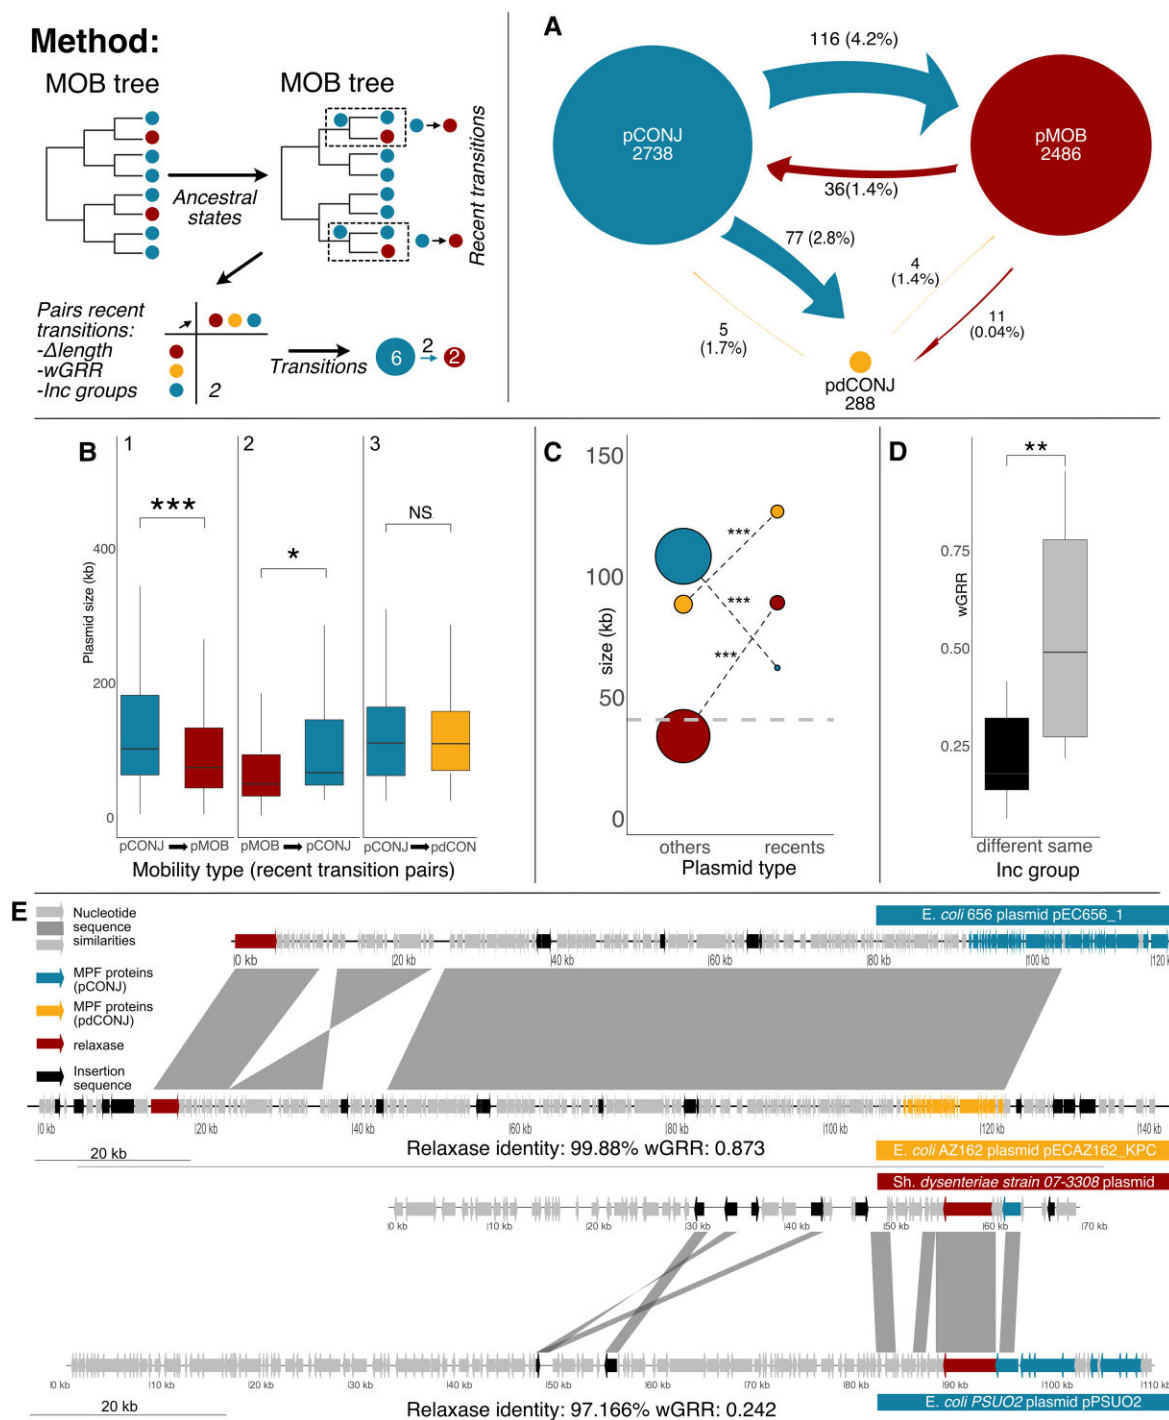 Method:
MOB tree
MOB tree
Ancestral
states
Recent transitions
Pairs recent
transitions:
-Δlength
-wGRR
-Inc groups
2
Transitions
6
2
2
A
116 (4.2%)
pCONJ
2738
pMOB
2486
36(1.4%)
77 (2.8%)
4
(1.4%)
5
(1.7%)
11
(0.04%)
pdCONJ
288
B
1
2
3
***
*
NS
Plasmid size (kb)
400
200
0
pCONJ
pMOB
pMOB
pCONJ
pCONJ
pdCON
Mobility type (recent transition pairs)
C
150
100
50
0
size (kb)
***
***
***
others
recents
Plasmid type
D
**
wGRR
0.75
0.50
0.25
different same
Inc group
E
Nucleotide
sequence
similarities
MPF proteins
(pCONJ)
MPF proteins
(pdCONJ)
relaxase
Insertion
sequence
E. coli 656 plasmid pEC656_1
|0 kb
|20 kb
|40 kb
|60 kb
|80 kb
|100 kb
|120 k
|0 kb
|20 kb
|40 kb
|60 kb
|80 kb
|100 kb
|120 kb
|140 kb
20 kb
Relaxase identity: 99.88% wGRR: 0.873
E. coli AZ162 plasmid pECAZ162_KPC
Sh. dysenteriae strain 07-3308 plasmid
|0 kb
|10 kb
|20 kb
|30 kb
|40 kb
|50 kb
|60 kb
|70 kb
|0 kb
|10 kb
|20 kb
|30 kb
|40 kb
|50 kb
|60 kb
|70 kb
|80 kb
|90 kb
|100 kb
|110 kb
20 kb
Relaxase identity: 97.166% wGRR: 0.242
E. coli PSUO2 plasmid pPSUO2